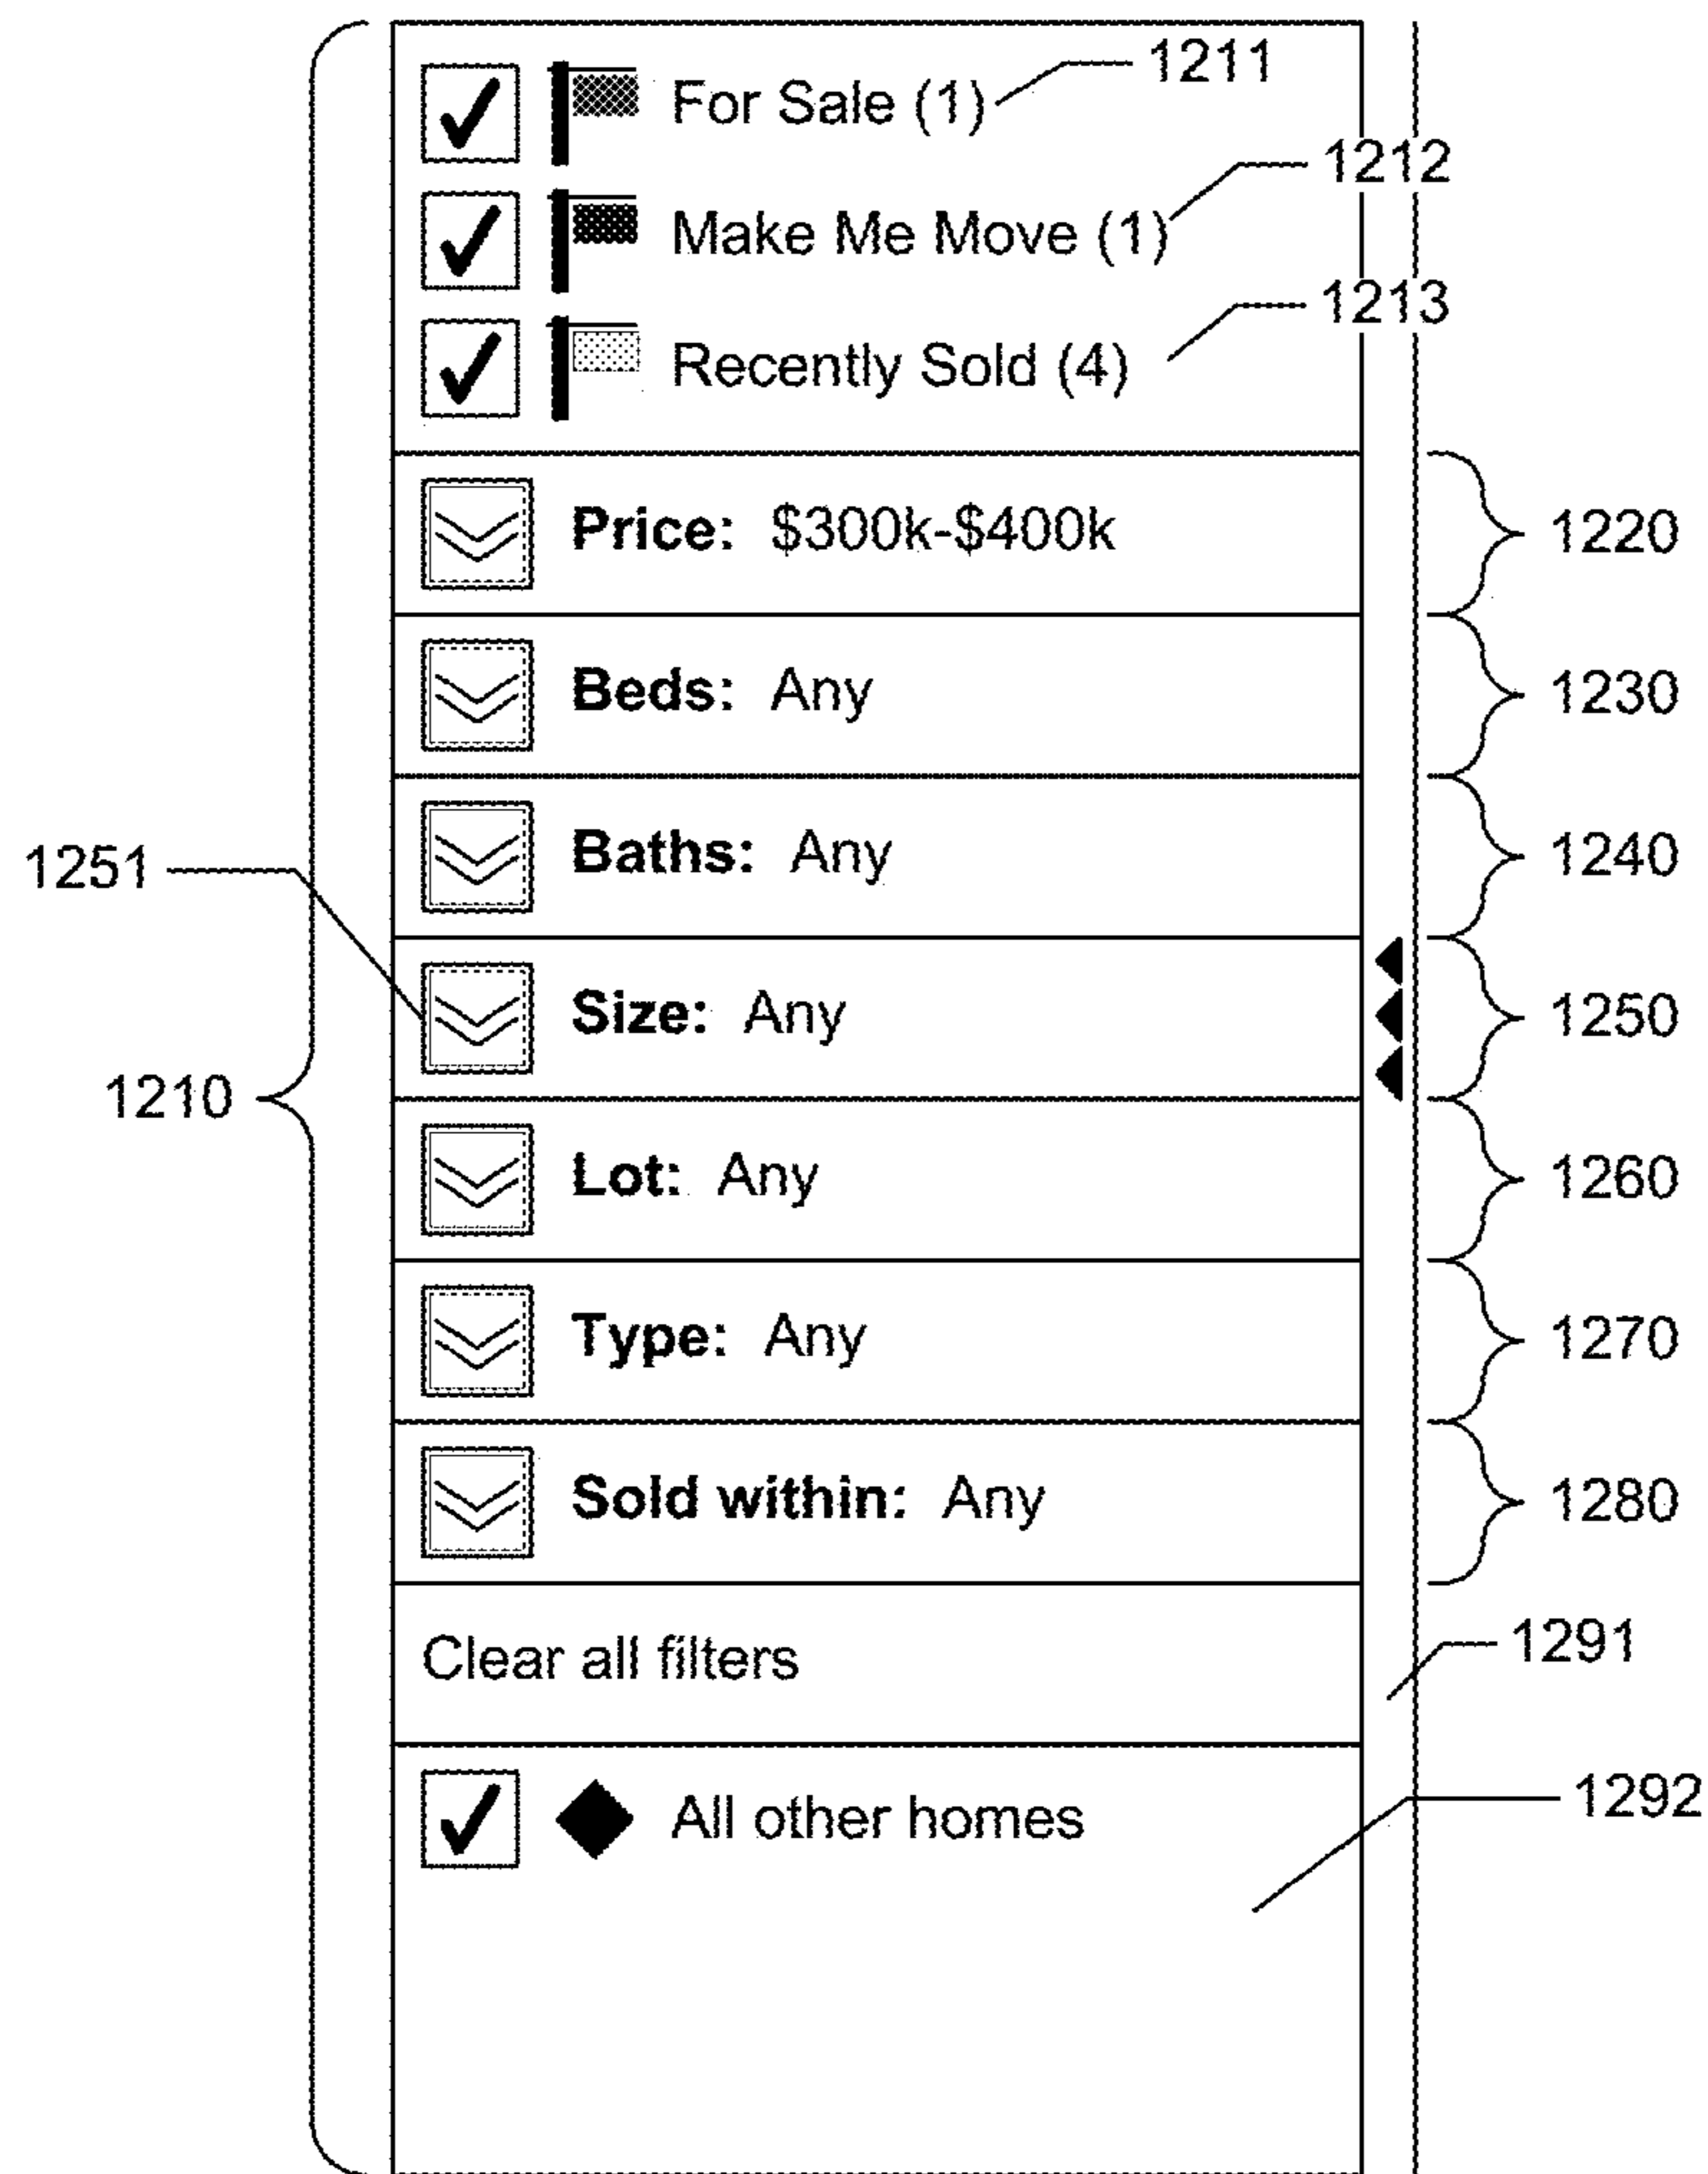 For Sale (1) 1211
Make Me Move (1) 1212
Recently Sold (4) 1213
Price: $300k-$400k 1220
Beds: Any 1230
1251 Baths: Any 1240
Size: Any 1250
1210
Lot: Any 1260
Type: Any 1270
Sold within: Any 1280
Clear all filters 1291
All other homes 1292